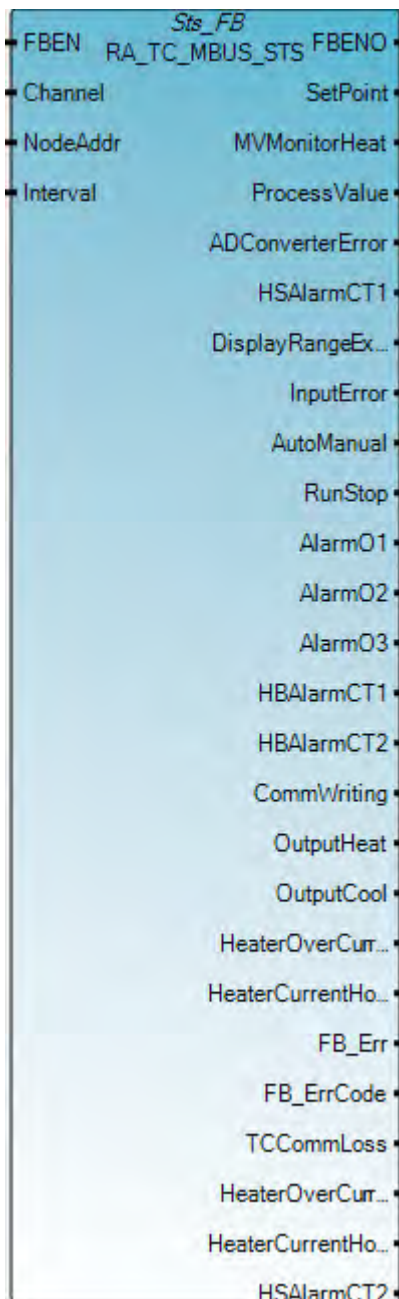 Sts_FB
FBEN RA_TC_MBUS_STS FBENO
Channel SetPoint
NodeAddr MVMonitorHeat
Interval ProcessValue
ADConverterError
HSAlarmCT1
DisplayRangeEx...
InputError
AutoManual
RunStop
AlarmO1
AlarmO2
AlarmO3
HBAlarmCT1
HBAlarmCT2
CommWriting
OutputHeat
OutputCool
HeaterOverCurr...
HeaterCurrentHo...
FB_Err
FB_ErrCode
TCCommLoss
HeaterOverCurr...
HeaterCurrentHo...
HSAlarmCT2